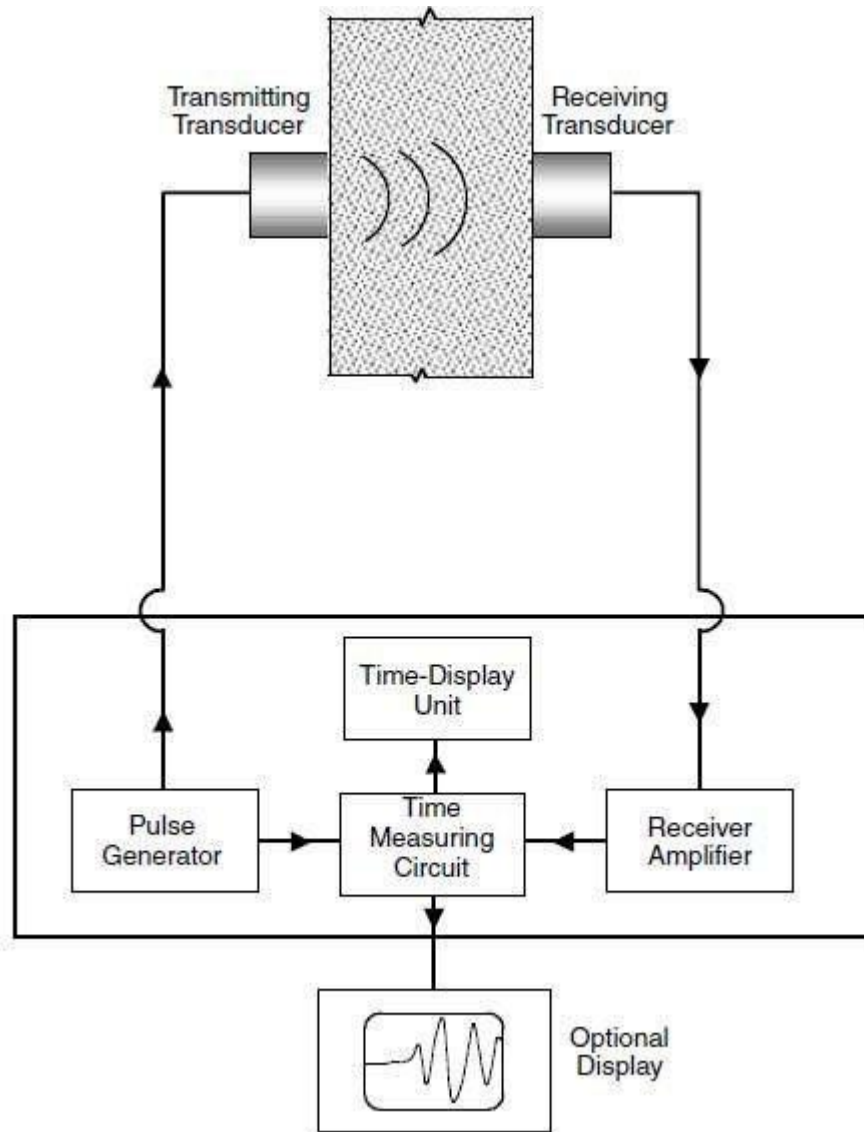 Transmitting
Transducer
Receiving
Transducer
Time-Display
Unit
Pulse
Generator
Time
Measuring
Circuit
Receiver
Amplifier
Optional
Display